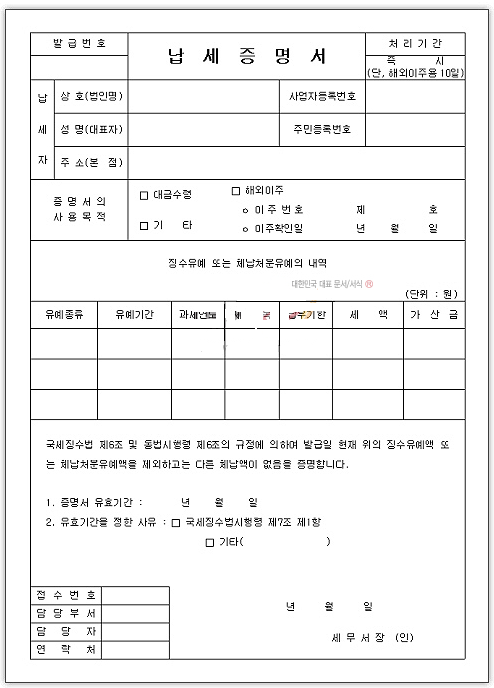 발 급 번 호
납 세 증 명 서
처 리 기 간
즉 시
(단, 해외이주용 10일)
납 세 자
상 호(법인명)
사업자등록번호
성 명(대표자)
주민등록번호
주 소(본 점)
증 명 서 의
사 용 목 적
□ 대금수령
□ 해외이주
o 이 주 번 호 제 호
□ 기 타
o 이주확인일 년 월 일
징수유예 또는 체납처분유예의 내역
대한민국 대표 문서/서식
(단위 : 원)
유예종류 유예기간 과세연도 세 목 납부기한 세 액 가 산 금
국세징수법 제6조 및 동법시행령 제6조의 규정에 의하여 발급일 현재 위의 징수유예액 또
는 체납처분유예액을 제외하고는 다른 체납액이 없음을 증명합니다.
1. 증명서 유효기간 : 년 월 일
2. 유효기간을 정한 사유 : □ 국세징수법시행령 제7조 제1항
□ 기타( )
접 수 번 호
담 당 부 서
담 당 자
연 락 처
년 월 일
세 무 서 장 (인)